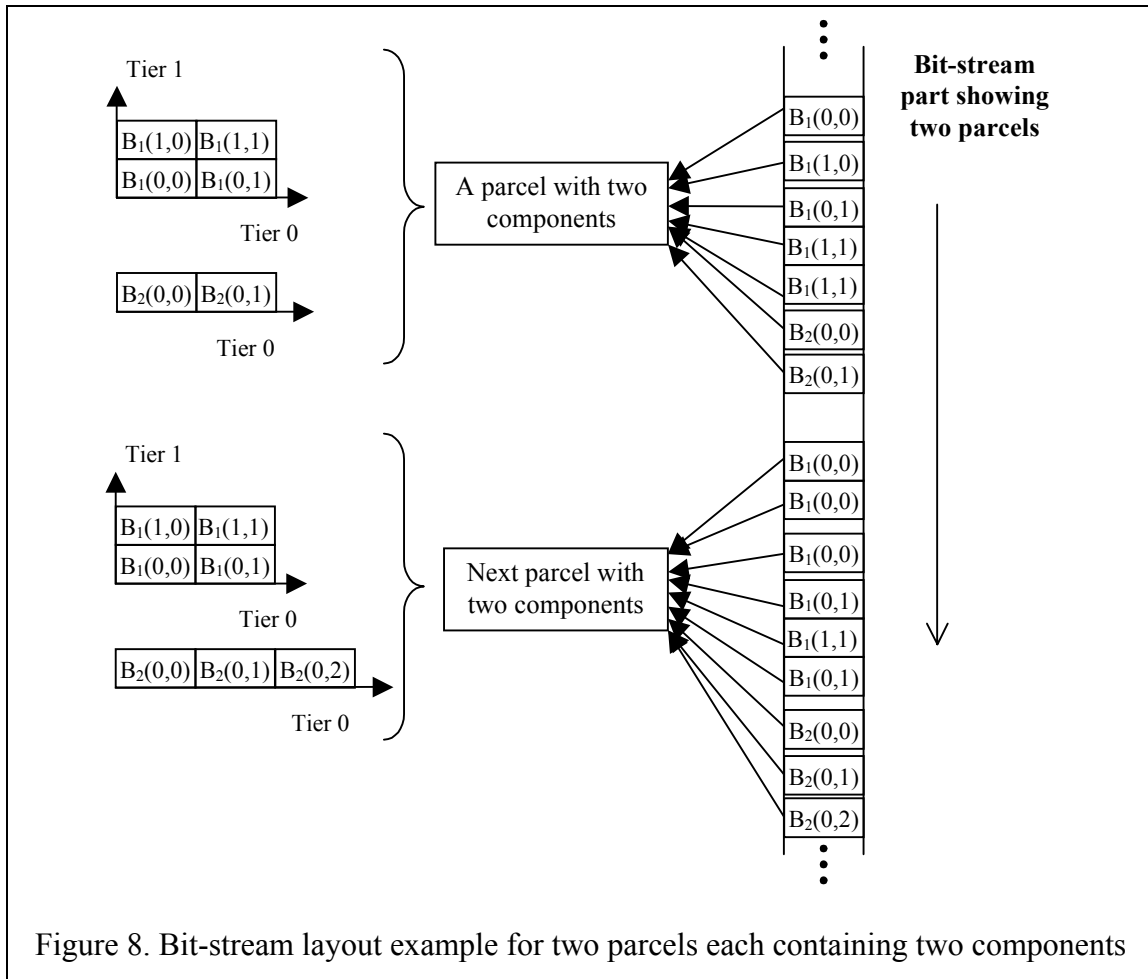 Tier 1
B₁(1,0) B₁(1,1)
B₁(0,0) B₁(0,1)
Tier 0
B₂(0,0) B₂(0,1)
Tier 0
A parcel with two
components
B₁(0,0)
B₁(1,0)
B₁(0,1)
B₁(1,1)
B₁(1,1)
B₂(0,0)
B₂(0,1)
Bit-stream
part showing
two parcels
Tier 1
B₁(1,0) B₁(1,1)
B₁(0,0) B₁(0,1)
Tier 0
B₂(0,0) B₂(0,1) B₂(0,2)
Tier 0
Next parcel with
two components
B₁(0,0)
B₁(0,0)
B₁(0,0)
B₁(0,1)
B₁(1,1)
B₁(0,1)
B₂(0,0)
B₂(0,1)
B₂(0,2)
Figure 8. Bit-stream layout example for two parcels each containing two components